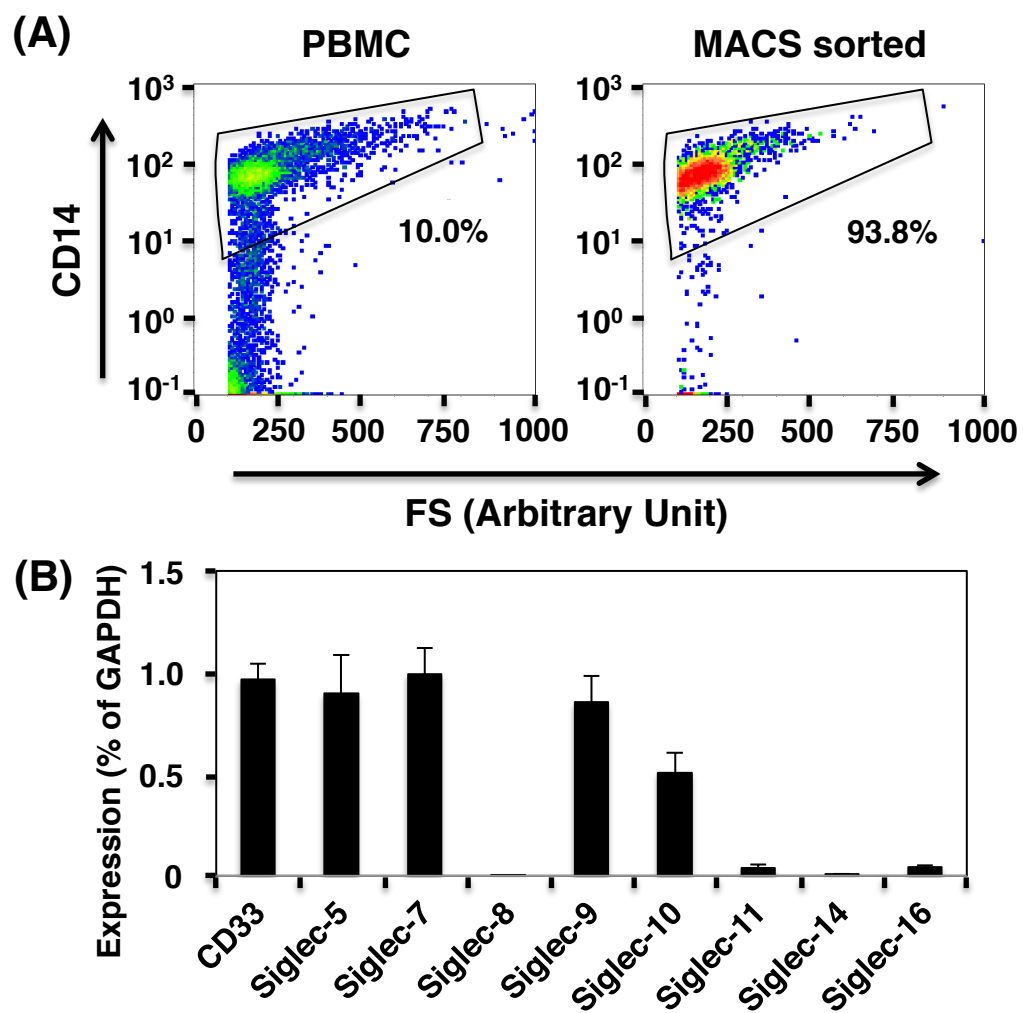 (A)
PBMC
MACS sorted
CD14
10³
10²
10¹
10⁰
10⁻¹
10.0%
0 250 500 750 1000
10³
10²
10¹
10⁰
10⁻¹
93.8%
0 250 500 750 1000
FS (Arbitrary Unit)
(B)
Expression (% of GAPDH)
1.5
1.0
0.5
0
CD33
Siglec-5
Siglec-7
Siglec-8
Siglec-9
Siglec-10
Siglec-11
Siglec-14
Siglec-16